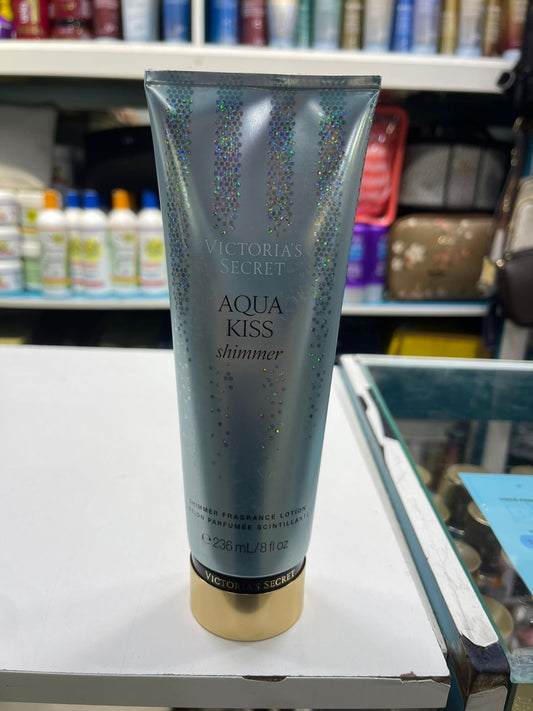 VICTORIA'S
SECRET
AQUA
KISS
shimmer
SHIMMER FRAGRANCE LOTION
LOTION PARFUMÉE SCINTILLANTE
℮236 mL/8 fl oz
VICTORIA'S SECRET